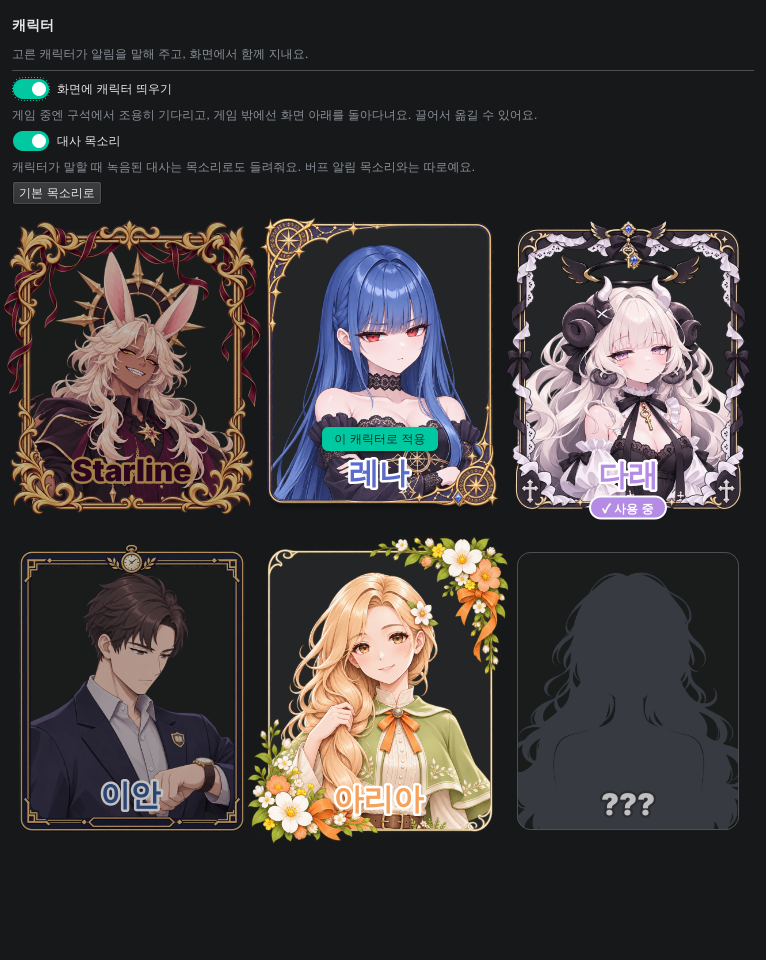 캐릭터
고른 캐릭터가 알림을 말해 주고, 화면에서 함께 지내요.
화면에 캐릭터 띄우기
게임 중엔 구석에서 조용히 기다리고, 게임 밖에선 화면 아래를 돌아다녀요. 끌어서 옮길 수 있어요.
대사 목소리
캐릭터가 말할 때 녹음된 대사는 목소리로도 들려줘요. 버프 알림 목소리와는 따로예요.
기본 목소리로
Starline
이 캐릭터로 적용
레나
다래
✓ 사용 중
이안
아리아
???